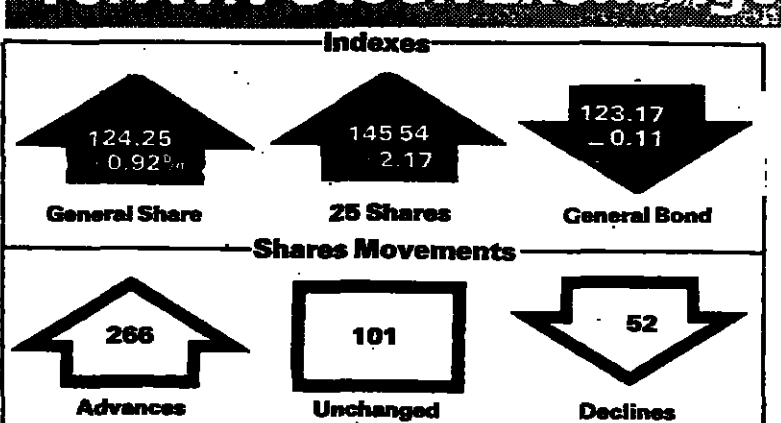 Indexes
124.25 145 54 123.17
0.92% 2.17 – 0.11
General Share 25 Shares General Bond
Shares Movements
266 101 52
Advances Unchanged Declines